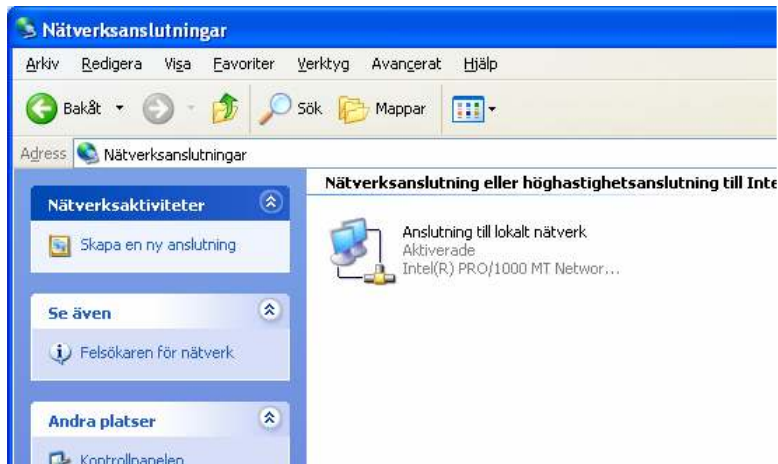 Nätverksanslutningar
Arkiv Redigera Visa Favoriter Verktyg Avancerat Hjälp
Bakåt Sök Mappar
Adress Nätverksanslutningar
Nätverksaktiviteter
Skapa en ny anslutning
Se även
Felsökaren för nätverk
Andra platser
Kontrollpanelen
Nätverksanslutning eller höghastighetsanslutning till Inte
Anslutning till lokalt nätverk
Aktiverade
Intel(R) PRO/1000 MT Networ...